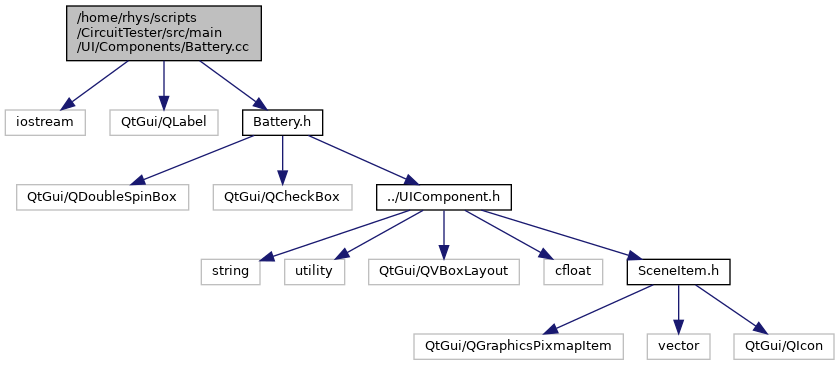 /home/rhys/scripts
/CircuitTester/src/main
/UI/Components/Battery.cc
iostream
QtGui/QLabel
Battery.h
QtGui/QDoubleSpinBox
QtGui/QCheckBox
../UIComponent.h
string
utility
QtGui/QVBoxLayout
cfloat
SceneItem.h
QtGui/QGraphicsPixmapItem
vector
QtGui/QIcon